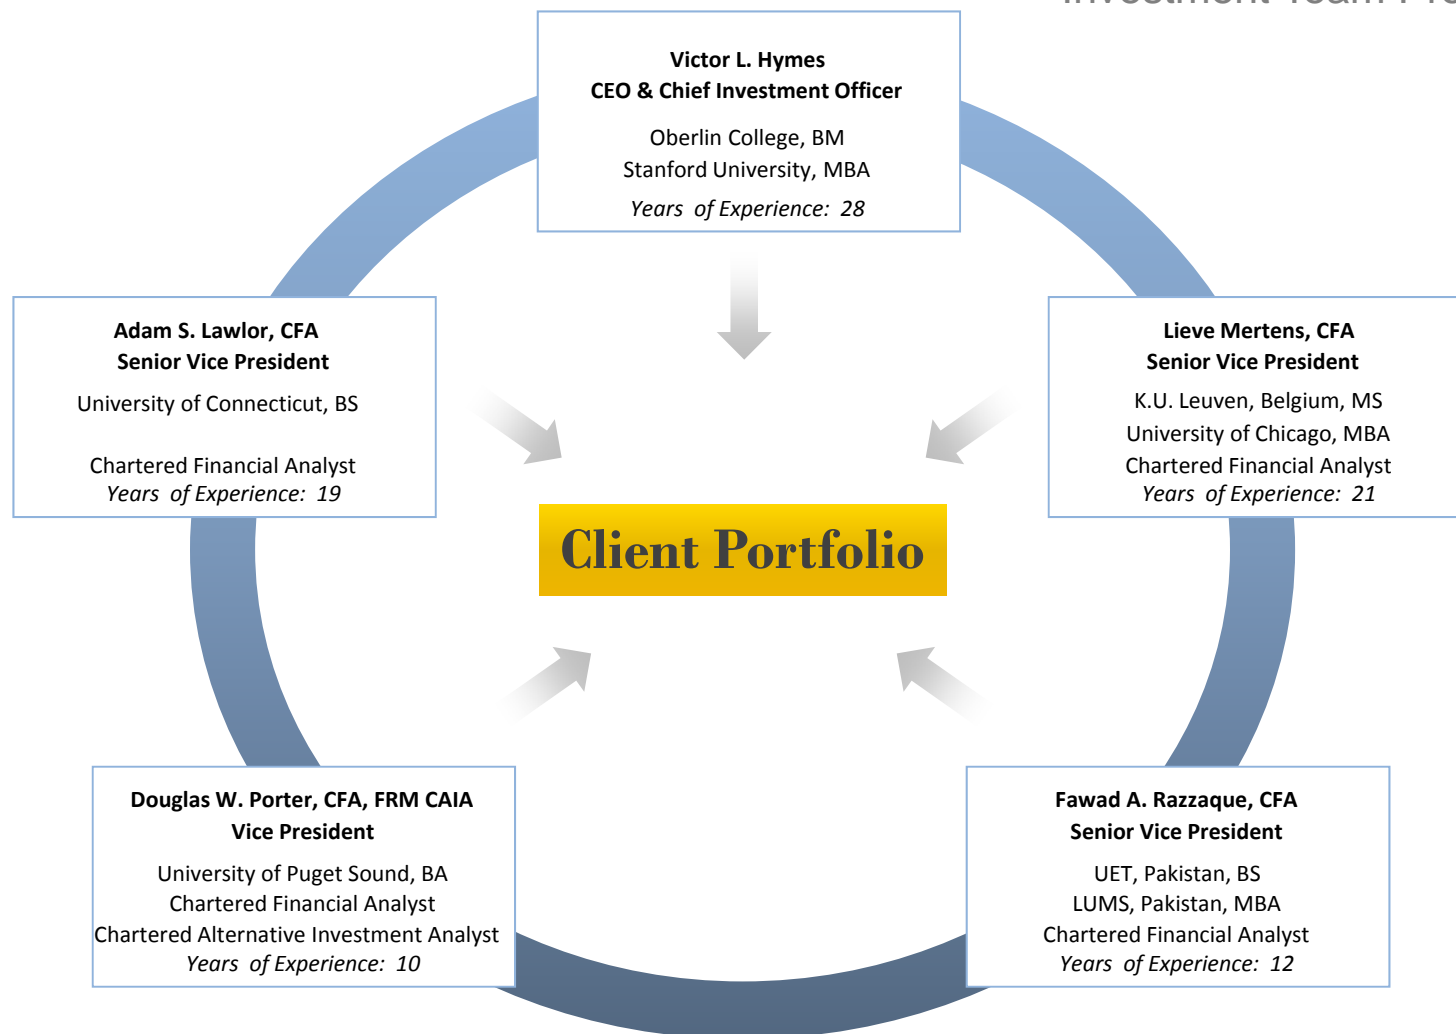 Investment Team
Victor L. Hymes
CEO & Chief Investment Officer
Oberlin College, BM
Stanford University, MBA
Years of Experience: 28
Adam S. Lawlor, CFA
Senior Vice President
University of Connecticut, BS
Chartered Financial Analyst
Years of Experience: 19
Lieve Mertens, CFA
Senior Vice President
K.U. Leuven, Belgium, MS
University of Chicago, MBA
Chartered Financial Analyst
Years of Experience: 21
Client Portfolio
Douglas W. Porter, CFA, FRM CAIA
Vice President
University of Puget Sound, BA
Chartered Financial Analyst
Chartered Alternative Investment Analyst
Years of Experience: 10
Fawad A. Razzaque, CFA
Senior Vice President
UET, Pakistan, BS
LUMS, Pakistan, MBA
Chartered Financial Analyst
Years of Experience: 12